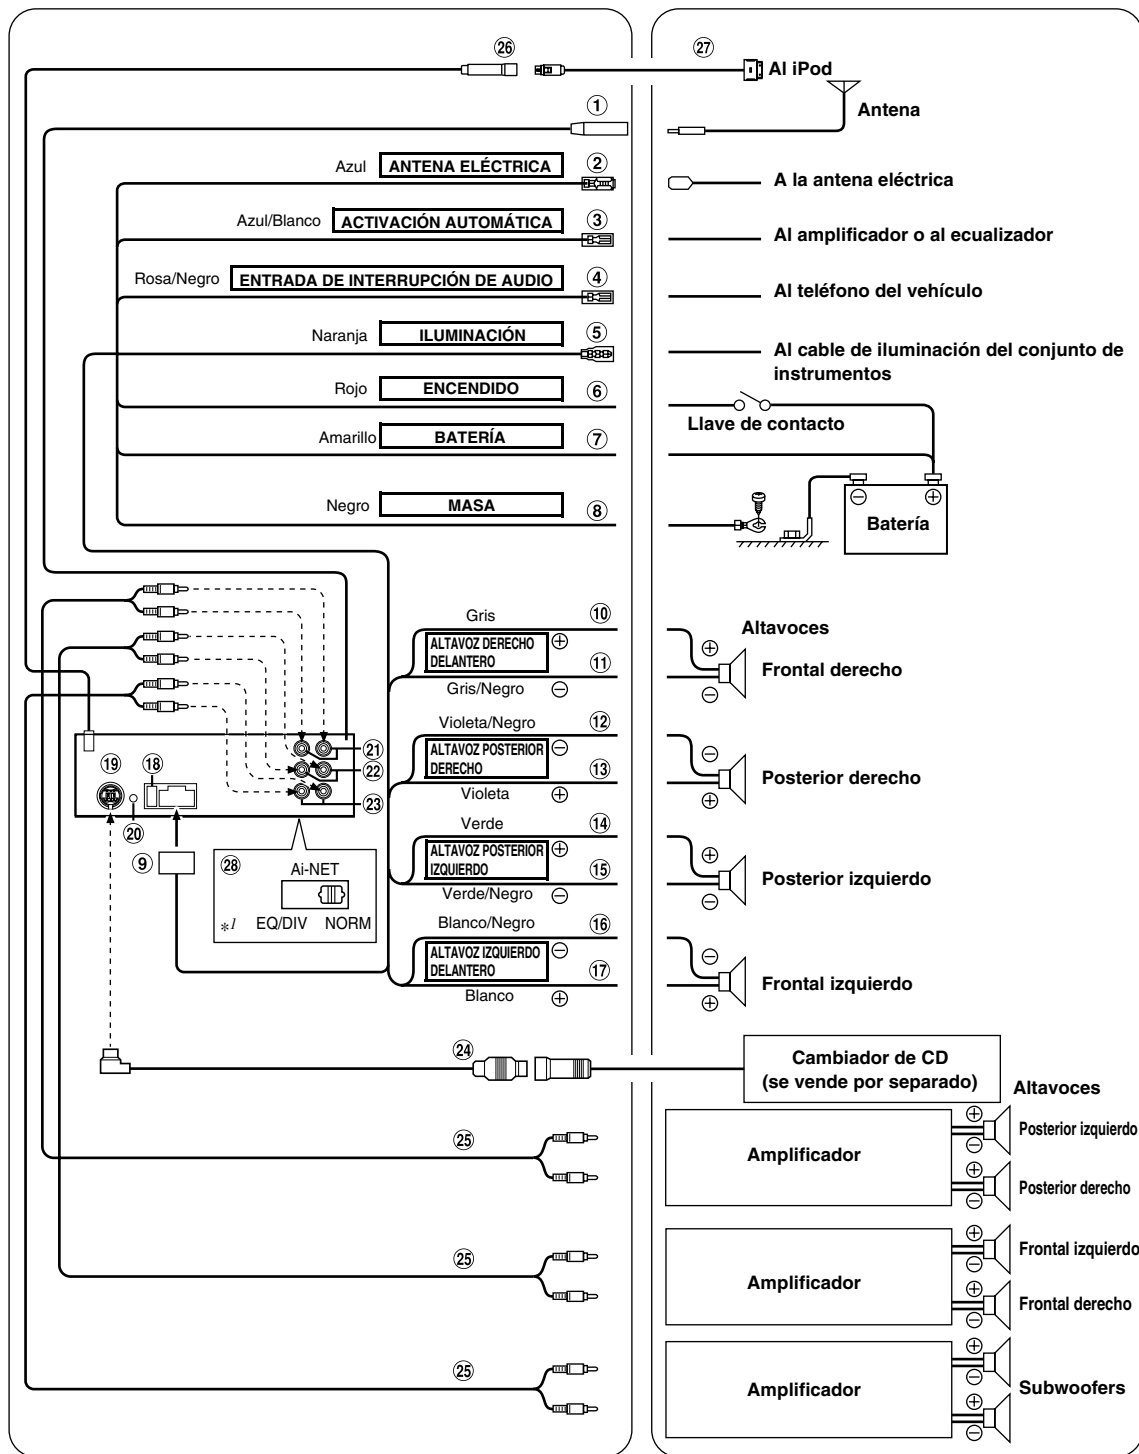 ㉖ ㉗
Al iPod
①
Antena
Azul ANTENA ELÉCTRICA ②
A la antena eléctrica
Azul/Blanco ACTIVACIÓN AUTOMÁTICA ③
Al amplificador o al ecualizador
Rosa/Negro ENTRADA DE INTERRUPCIÓN DE AUDIO ④
Al teléfono del vehículo
Naranja ILUMINACIÓN ⑤
Al cable de iluminación del conjunto de
instrumentos
Rojo ENCENDIDO ⑥
Llave de contacto
Amarillo BATERÍA ⑦
Negro MASA ⑧
⊖ ⊕
Batería
Gris ⑩
ALTAVOZ DERECHO
DELANTERO
⊕
⑪
Gris/Negro ⊖
Altavoces
⊕
Frontal derecho
⊖
Violeta/Negro ⑫
ALTAVOZ POSTERIOR
DERECHO
⊖
⑬
Violeta ⊕
⊖
Posterior derecho
⊕
Verde ⑭
ALTAVOZ POSTERIOR
IZQUIERDO
⊕
⑮
Verde/Negro ⊖
⊕
Posterior izquierdo
⊖
Blanco/Negro ⑯
ALTAVOZ IZQUIERDO
DELANTERO
⊖
⑰
Blanco ⊕
⊖
Frontal izquierdo
⊕
⑲ ⑱
㉑
㉒
㉓
⑳
⑨
㉘
Ai-NET
*1 EQ/DIV NORM
㉔
Cambiador de CD
(se vende por separado)
Altavoces
㉕
Amplificador
⊕
⊖
Posterior izquierdo
⊕
⊖
Posterior derecho
㉕
Amplificador
⊕
⊖
Frontal izquierdo
⊕
⊖
Frontal derecho
㉕
Amplificador
⊕
⊖
Subwoofers
⊕
⊖